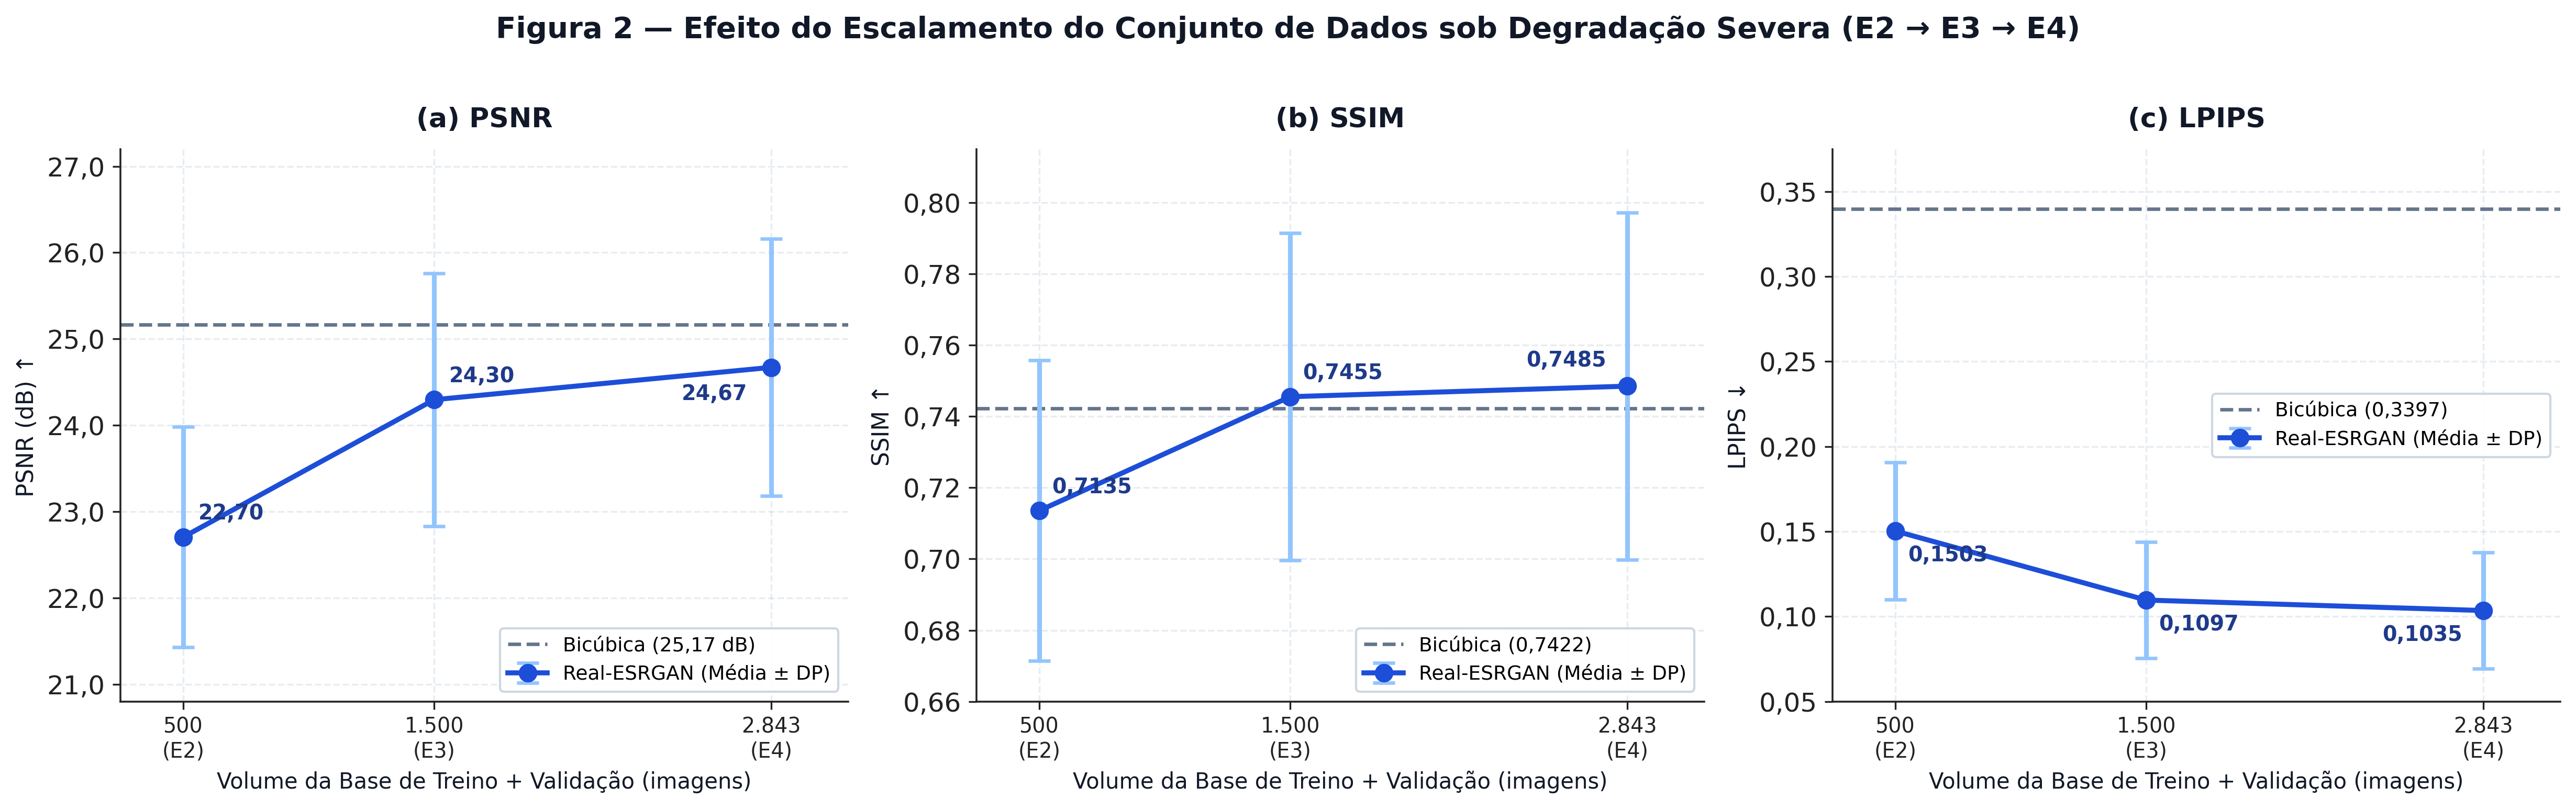 Figura 2 — Efeito do Escalamento do Conjunto de Dados sob Degradação Severa (E2 → E3 → E4)
(a) PSNR
27,0
26,0
25,0
24,0
23,0
22,0
21,0
PSNR (dB) ↑
22,70
24,30
24,67
Bicúbica (25,17 dB)
Real-ESRGAN (Média ± DP)
500
(E2)
1.500
(E3)
2.843
(E4)
Volume da Base de Treino + Validação (imagens)
(b) SSIM
0,80
0,78
0,76
0,74
0,72
0,70
0,68
0,66
SSIM ↑
0,7135
0,7455
0,7485
Bicúbica (0,7422)
Real-ESRGAN (Média ± DP)
500
(E2)
1.500
(E3)
2.843
(E4)
Volume da Base de Treino + Validação (imagens)
(c) LPIPS
0,35
0,30
0,25
0,20
0,15
0,10
0,05
LPIPS ↓
Bicúbica (0,3397)
Real-ESRGAN (Média ± DP)
0,1503
0,1097
0,1035
500
(E2)
1.500
(E3)
2.843
(E4)
Volume da Base de Treino + Validação (imagens)